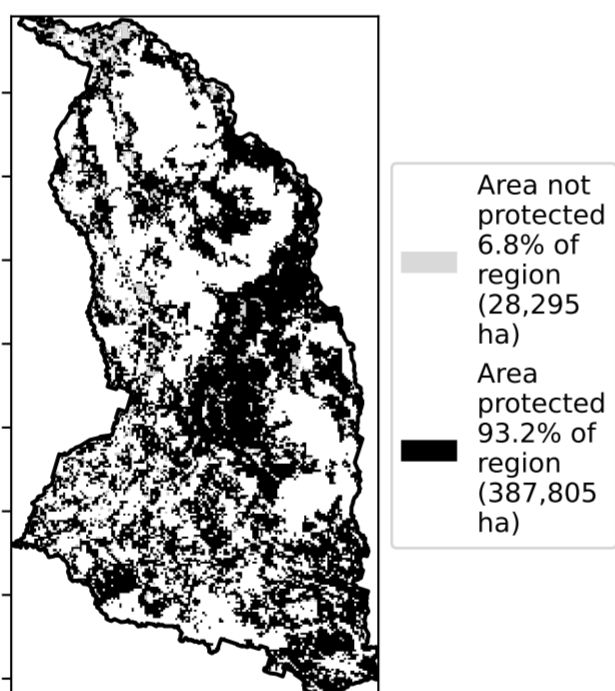 Area not
protected
6.8% of
region
(28,295
ha)
Area
protected
93.2% of
region
(387,805
ha)